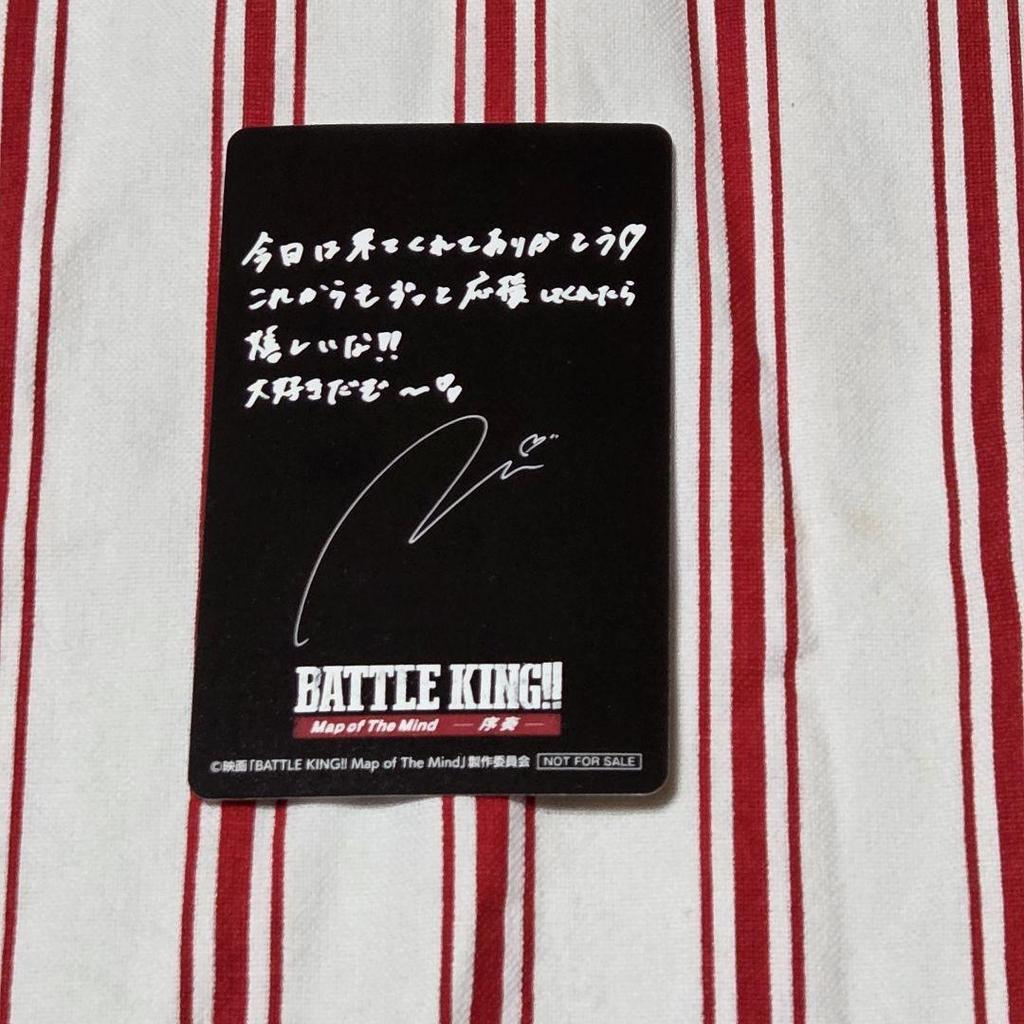 今日は来てくれてありがとう♡
これからもずっと応援してくれたら
嬉しいな!!
大好きだぞ〜♡
BATTLE KING!!
Map of The Mind ―序奏―
©映画「BATTLE KING!! Map of The Mind」製作委員会 NOT FOR SALE